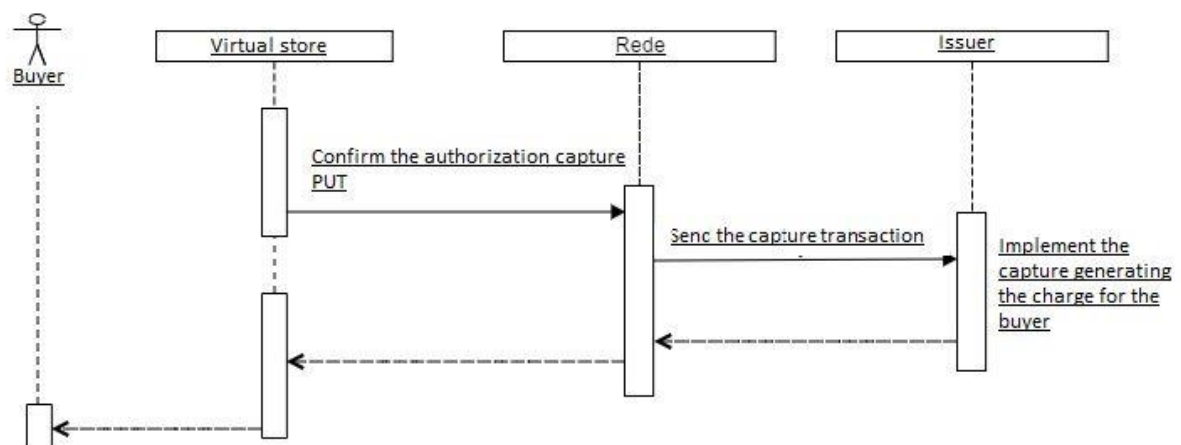 Buyer
Virtual store
Rede
Issuer
Confirm the authorization capture
PUT
Send the capture transaction
Implement the
capture generating
the charge for the
buyer